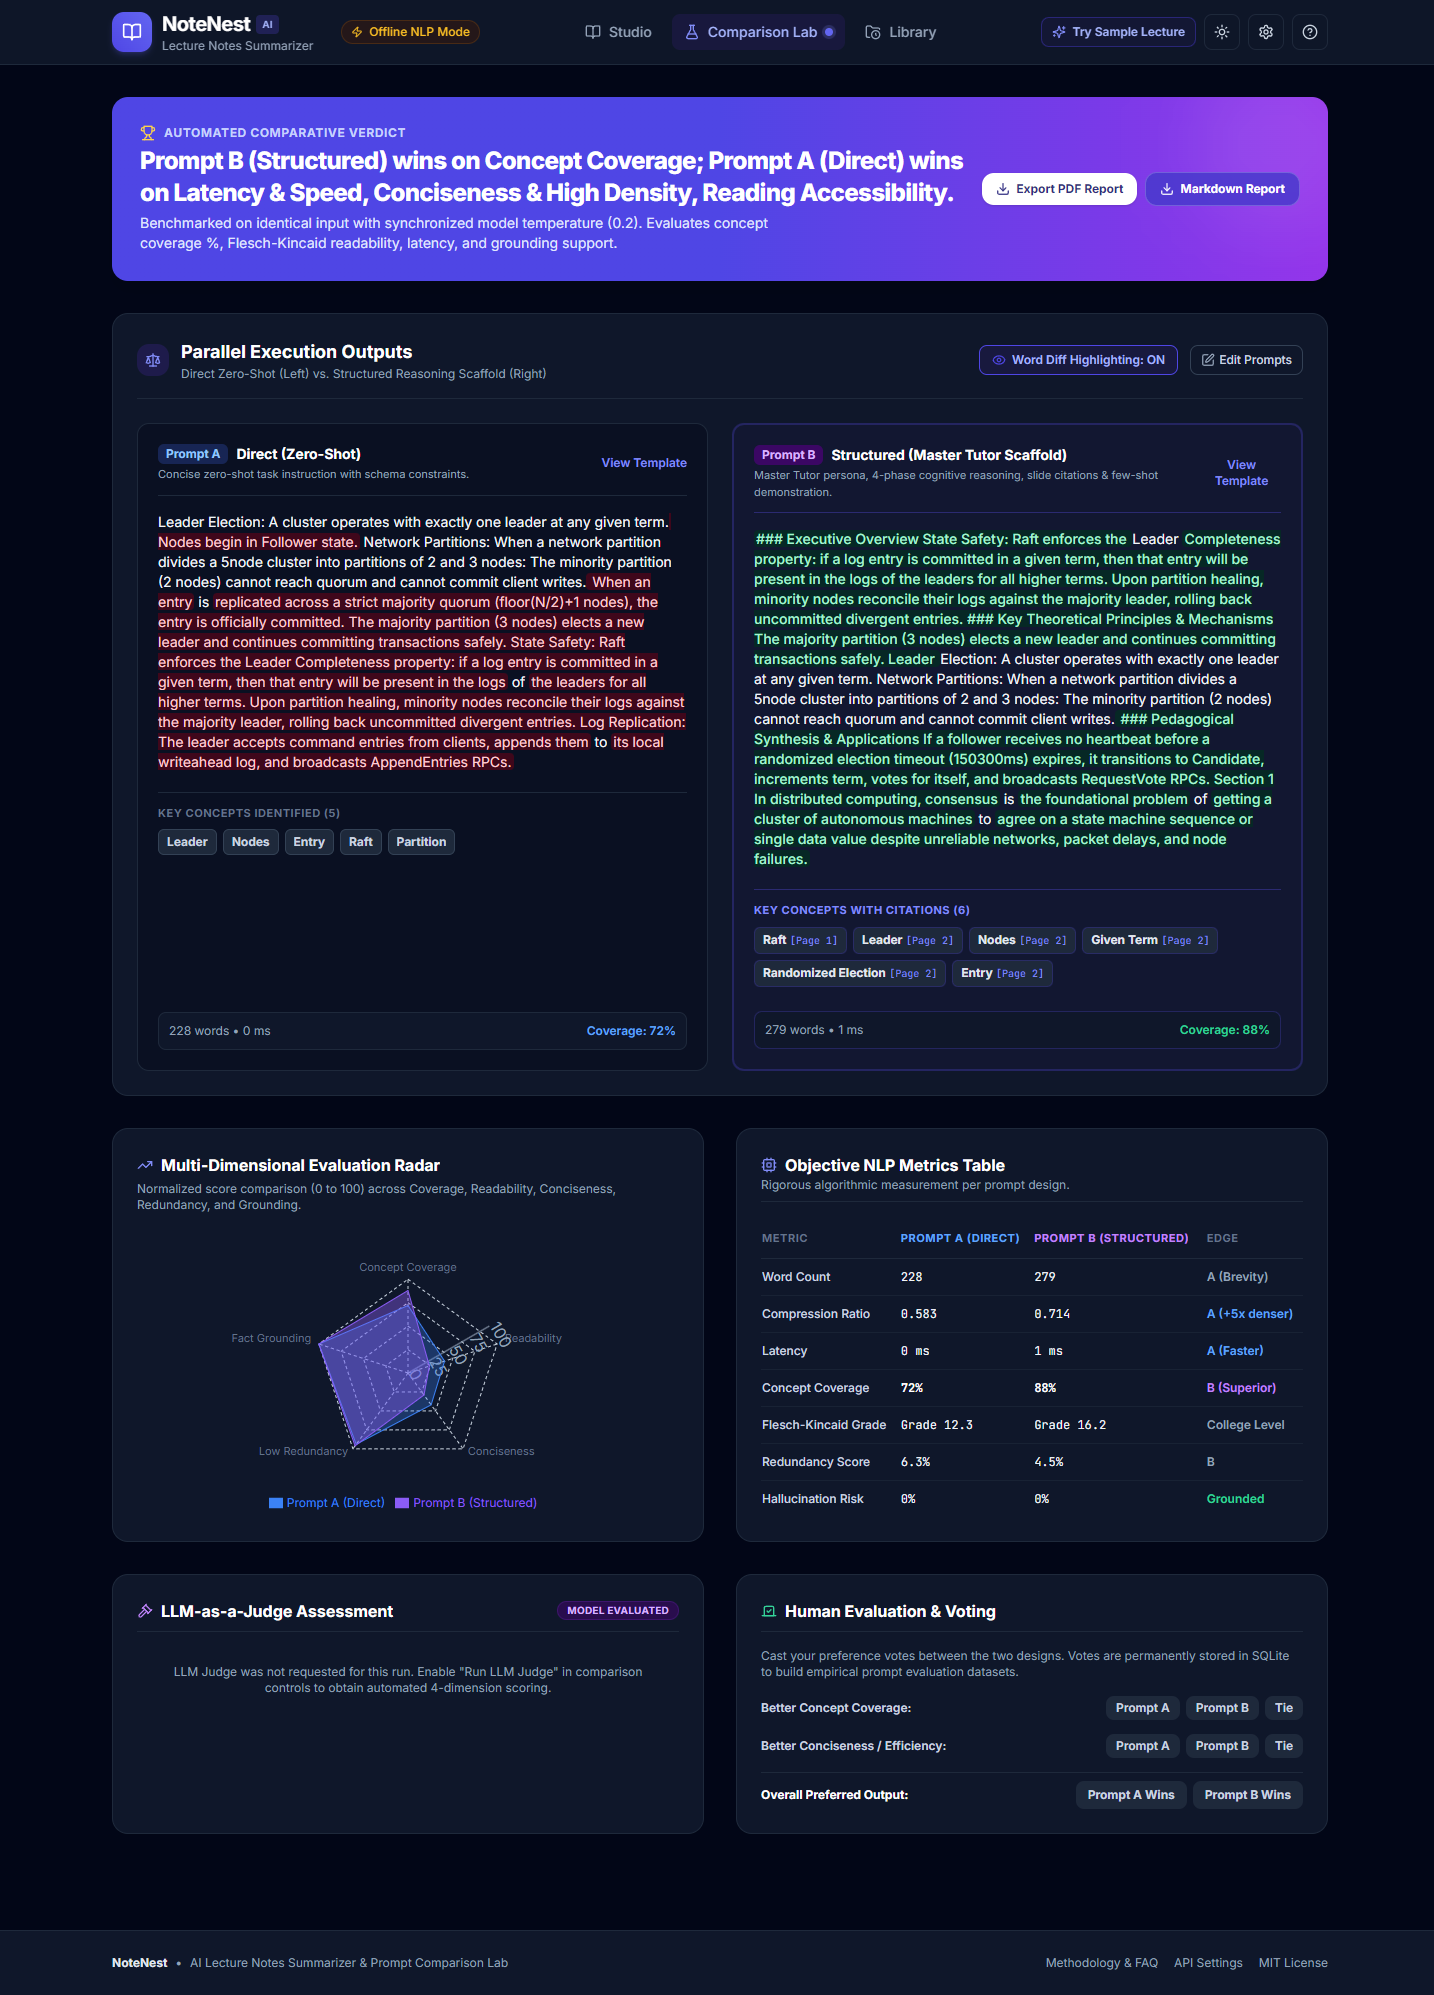 NoteNest AI
Lecture Notes Summarizer
Offline NLP Mode
Studio
Comparison Lab
Library
Try Sample Lecture
AUTOMATED COMPARATIVE VERDICT
Prompt B (Structured) wins on Concept Coverage; Prompt A (Direct) wins
on Latency & Speed, Conciseness & High Density, Reading Accessibility.
Benchmarked on identical input with synchronized model temperature (0.2). Evaluates concept
coverage %, Flesch-Kincaid readability, latency, and grounding support.
Export PDF Report
Markdown Report
Parallel Execution Outputs
Direct Zero-Shot (Left) vs. Structured Reasoning Scaffold (Right)
Word Diff Highlighting: ON
Edit Prompts
Prompt A Direct (Zero-Shot)
Concise zero-shot task instruction with schema constraints.
View Template
Leader Election: A cluster operates with exactly one leader at any given term.
Nodes begin in Follower state. Network Partitions: When a network partition
divides a 5node cluster into partitions of 2 and 3 nodes: The minority partition
(2 nodes) cannot reach quorum and cannot commit client writes. When an
entry is replicated across a strict majority quorum (floor(N/2)+1 nodes), the
entry is officially committed. The majority partition (3 nodes) elects a new
leader and continues committing transactions safely. State Safety: Raft
enforces the Leader Completeness property: if a log entry is committed in a
given term, then that entry will be present in the logs of the leaders for all
higher terms. Upon partition healing, minority nodes reconcile their logs against
the majority leader, rolling back uncommitted divergent entries. Log Replication:
The leader accepts command entries from clients, appends them to its local
writeahead log, and broadcasts AppendEntries RPCs.
KEY CONCEPTS IDENTIFIED (5)
Leader Nodes Entry Raft Partition
228 words • 0 ms
Coverage: 72%
Prompt B Structured (Master Tutor Scaffold)
Master Tutor persona, 4-phase cognitive reasoning, slide citations & few-shot
demonstration.
View
Template
### Executive Overview State Safety: Raft enforces the Leader Completeness
property: if a log entry is committed in a given term, then that entry will be
present in the logs of the leaders for all higher terms. Upon partition healing,
minority nodes reconcile their logs against the majority leader, rolling back
uncommitted divergent entries. ### Key Theoretical Principles & Mechanisms
The majority partition (3 nodes) elects a new leader and continues committing
transactions safely. Leader Election: A cluster operates with exactly one leader
at any given term. Network Partitions: When a network partition divides a
5node cluster into partitions of 2 and 3 nodes: The minority partition (2 nodes)
cannot reach quorum and cannot commit client writes. ### Pedagogical
Synthesis & Applications If a follower receives no heartbeat before a
randomized election timeout (150300ms) expires, it transitions to Candidate,
increments term, votes for itself, and broadcasts RequestVote RPCs. Section 1
In distributed computing, consensus is the foundational problem of getting a
cluster of autonomous machines to agree on a state machine sequence or
single data value despite unreliable networks, packet delays, and node
failures.
KEY CONCEPTS WITH CITATIONS (6)
Raft [Page 1] Leader [Page 2] Nodes [Page 2] Given Term [Page 2]
Randomized Election [Page 2] Entry [Page 2]
279 words • 1 ms
Coverage: 88%
Multi-Dimensional Evaluation Radar
Normalized score comparison (0 to 100) across Coverage, Readability, Conciseness,
Redundancy, and Grounding.
Concept Coverage
Fact Grounding
Readability
0 25 50 75 100
Low Redundancy
Conciseness
Prompt A (Direct) Prompt B (Structured)
Objective NLP Metrics Table
Rigorous algorithmic measurement per prompt design.
METRIC PROMPT A (DIRECT) PROMPT B (STRUCTURED) EDGE
Word Count 228 279 A (Brevity)
Compression Ratio 0.583 0.714 A (+5x denser)
Latency 0 ms 1 ms A (Faster)
Concept Coverage 72% 88% B (Superior)
Flesch-Kincaid Grade Grade 12.3 Grade 16.2 College Level
Redundancy Score 6.3% 4.5% B
Hallucination Risk 0% 0% Grounded
LLM-as-a-Judge Assessment
MODEL EVALUATED
LLM Judge was not requested for this run. Enable "Run LLM Judge" in comparison
controls to obtain automated 4-dimension scoring.
Human Evaluation & Voting
Cast your preference votes between the two designs. Votes are permanently stored in SQLite
to build empirical prompt evaluation datasets.
Better Concept Coverage: Prompt A Prompt B Tie
Better Conciseness / Efficiency: Prompt A Prompt B Tie
Overall Preferred Output: Prompt A Wins Prompt B Wins
NoteNest • AI Lecture Notes Summarizer & Prompt Comparison Lab
Methodology & FAQ API Settings MIT License